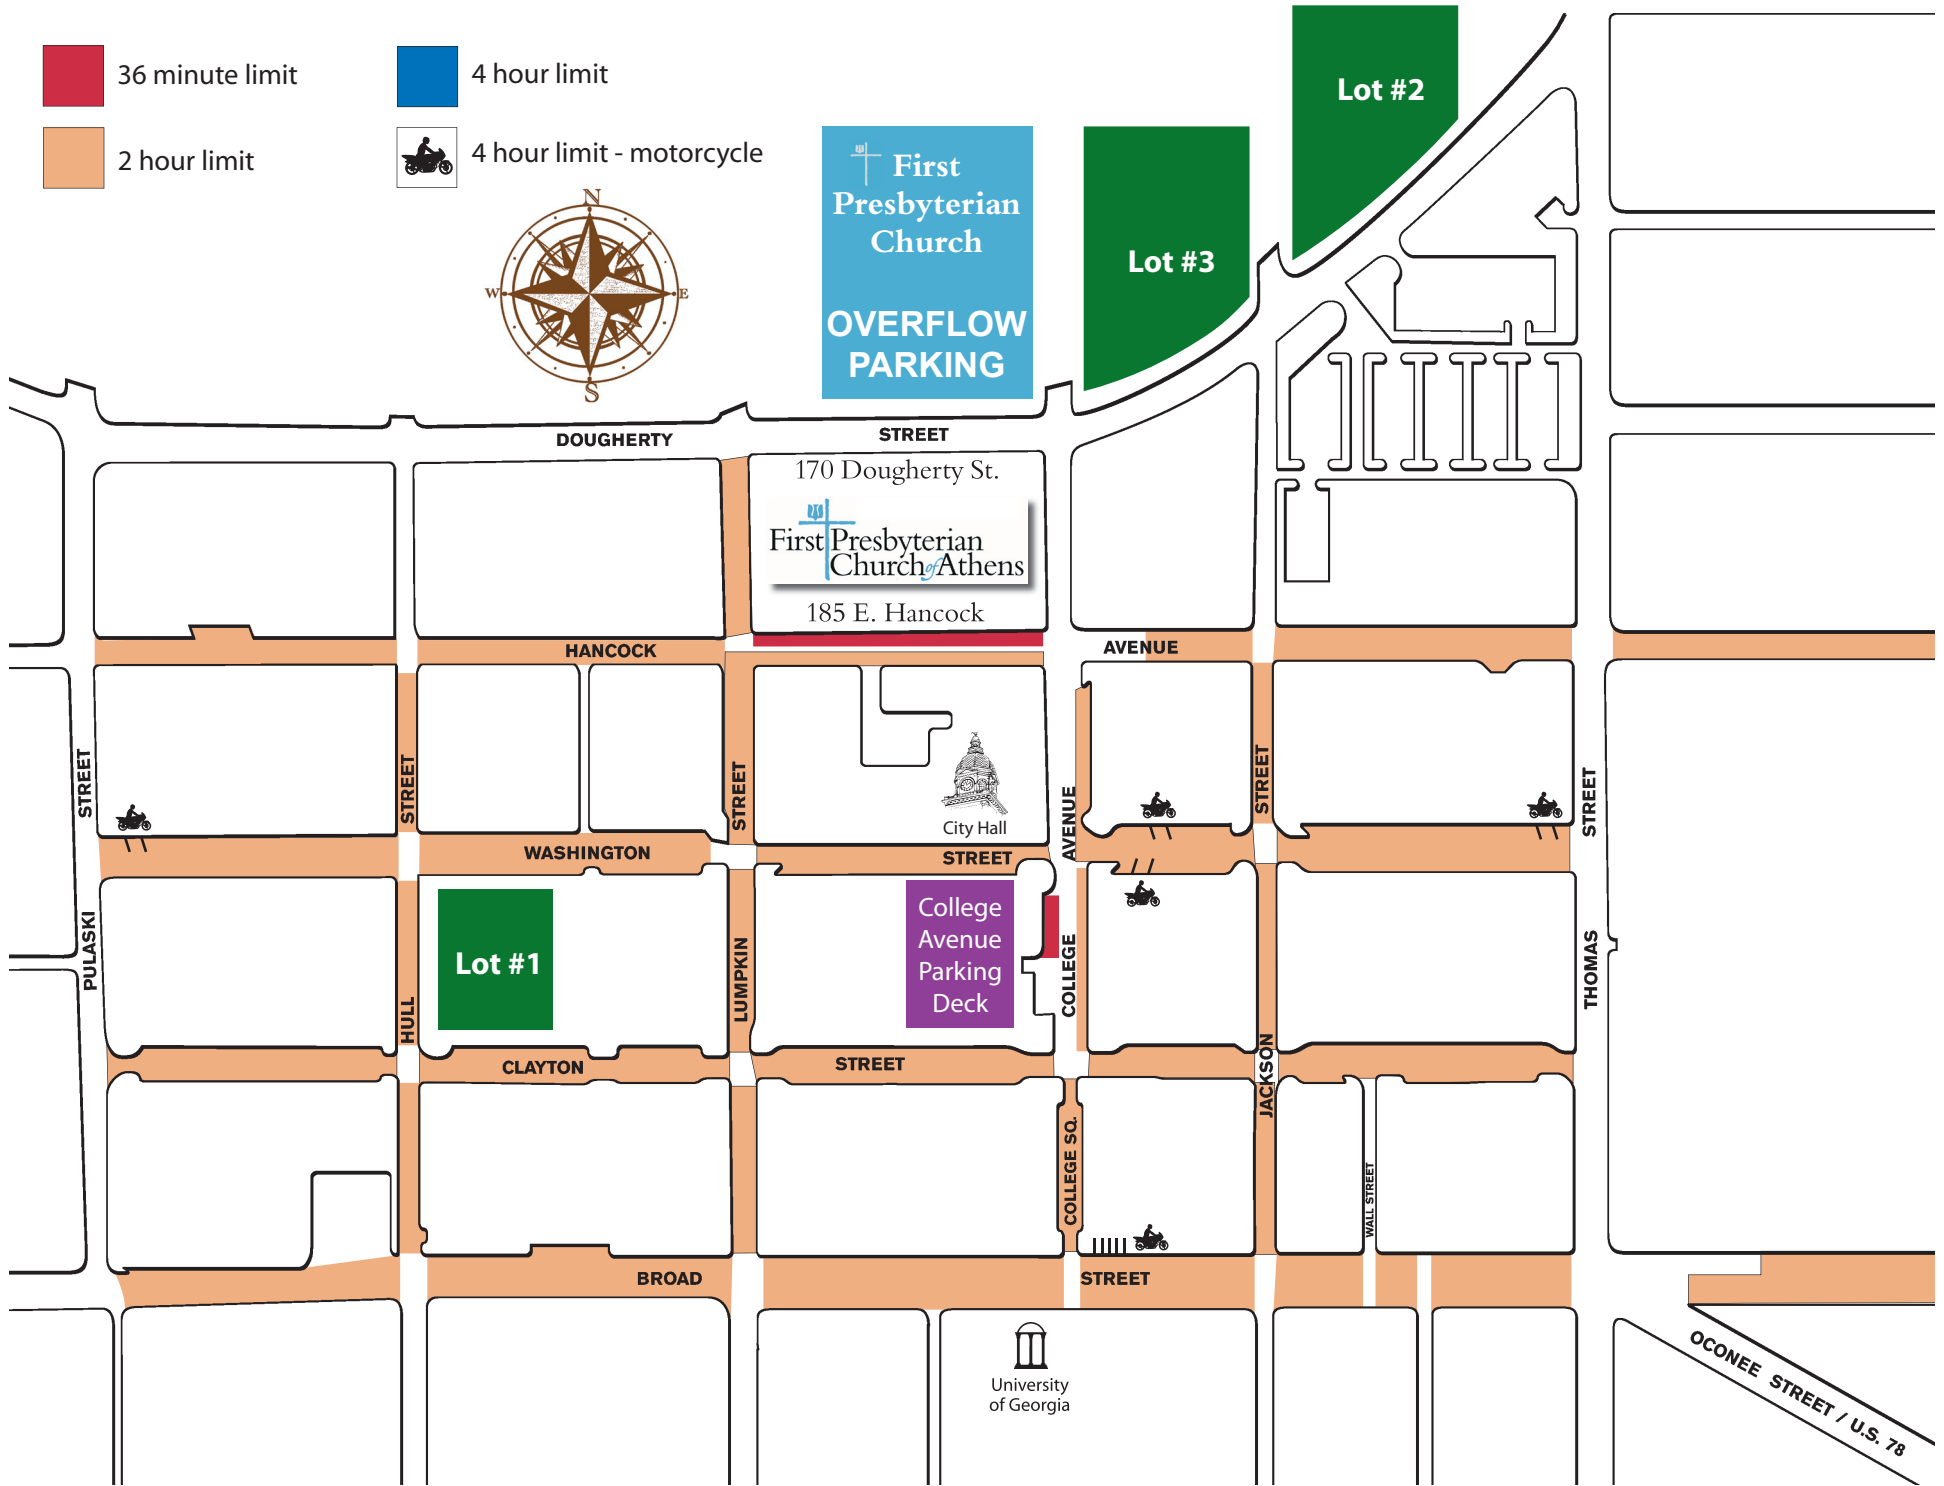 36 minute limit
4 hour limit
2 hour limit
4 hour limit - motorcycle
N
W
E
S
First
Presbyterian
Church
OVERFLOW
PARKING
Lot #2
Lot #3
DOUGHERTY
STREET
170 Dougherty St.
First Presbyterian
Church of Athens
185 E. Hancock
HANCOCK
AVENUE
STREET
STREET
STREET
AVENUE
STREET
STREET
City Hall
WASHINGTON
STREET
PULASKI
HULL
Lot #1
LUMPKIN
College
Avenue
Parking
Deck
COLLEGE
JACKSON
THOMAS
CLAYTON
STREET
COLLEGE SQ.
WALL STREET
BROAD
STREET
University
of Georgia
OCONEE STREET / U.S. 78